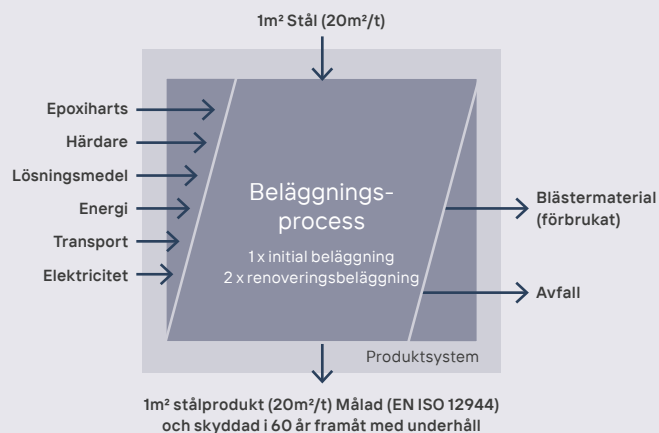 1m² Stål (20m²/t)
Epoxiharts
Härdare
Lösningsmedel
Energi
Transport
Elektricitet
Beläggnings-
process
1 x initial beläggning
2 x renoveringsbeläggning
Blästermaterial
(förbrukat)
Avfall
Produktsystem
1m² stålprodukt (20m²/t) Målad (EN ISO 12944)
och skyddad i 60 år framåt med underhåll